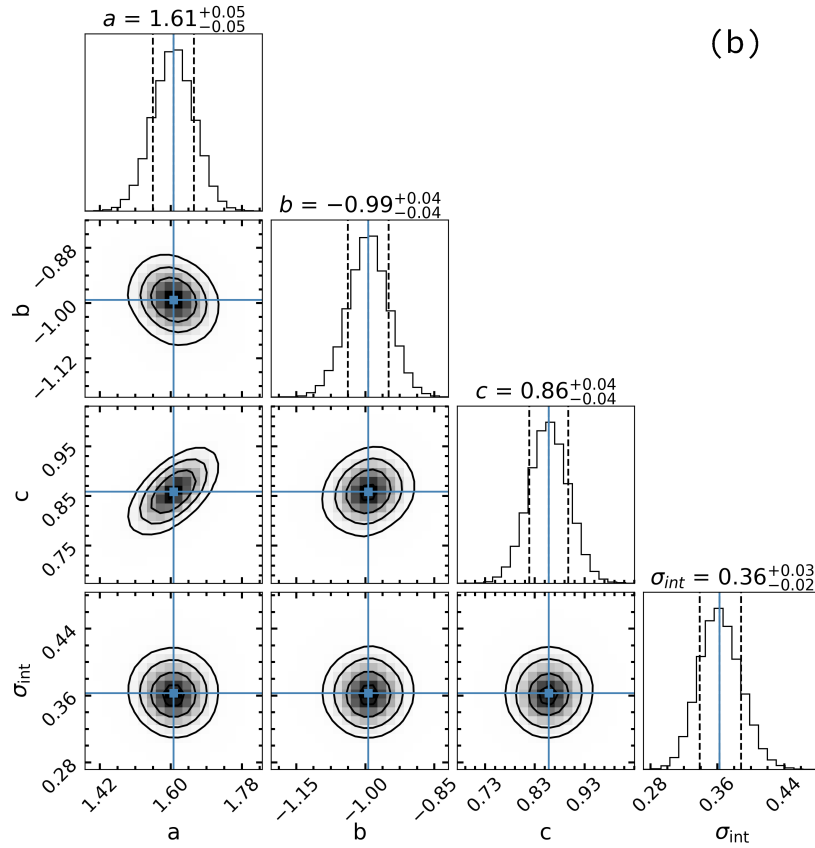 a = 1.61+0.05 −0.05
(b)
b = −0.99+0.04 −0.04
−0.88
−1.00
−1.12
b
c = 0.86+0.04 −0.04
0.95
0.85
0.75
c
σint = 0.36+0.03 −0.02
0.44
0.36
0.28
σint
1.42 1.60 1.78
−1.15 −1.00 −0.85
0.73 0.83 0.93
0.28 0.36 0.44
a b c σint